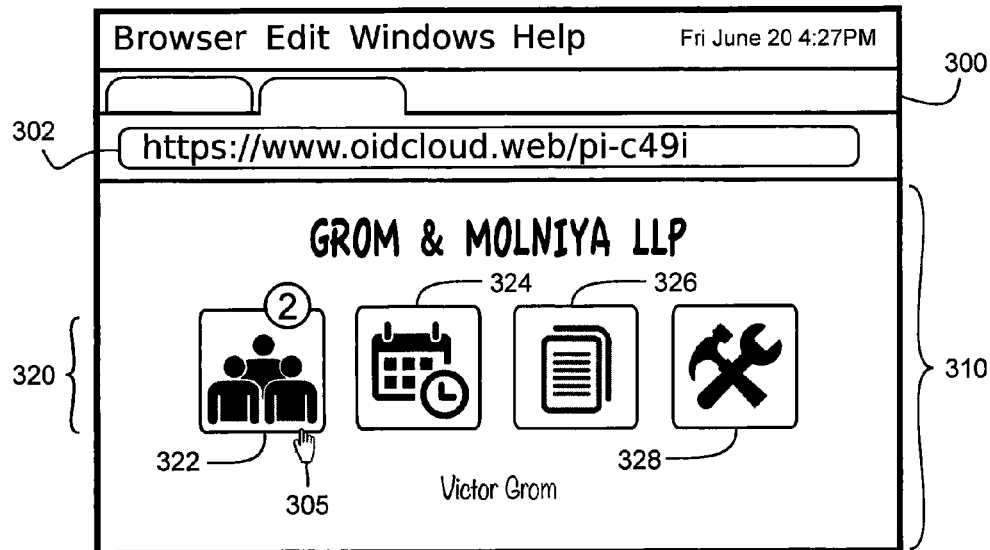 Browser Edit Windows Help Fri June 20 4:27PM
300
302
https://www.oidcloud.web/pi-c49i
GROM & MOLNIYA LLP
324 326
2
320 310
322 328
305
Victor Grom